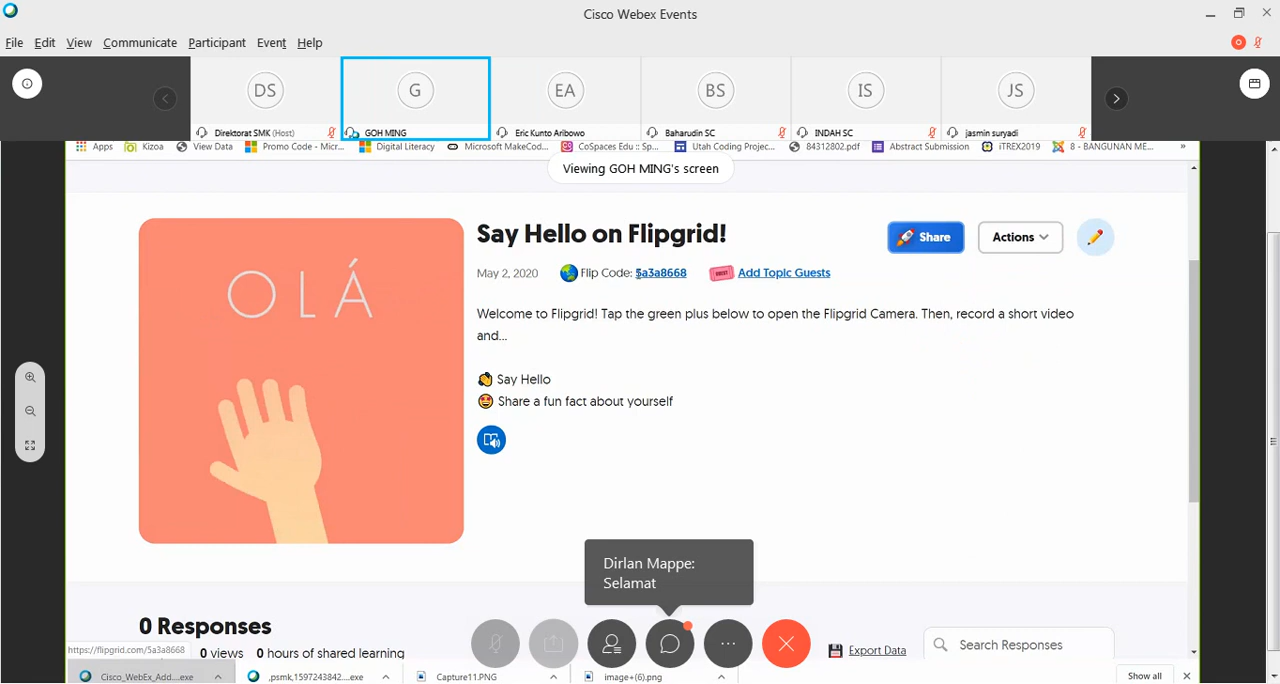 Cisco Webex Events
File Edit View Communicate Participant Event Help
DS G EA BS IS JS
Direktorat SMK (Host) GOH MING Eric Kunto Aribowo Baharudin SC INDAH SC jasmin suryadi
Apps Kizoa View Data Promo Code - Micr... Digital Literacy Microsoft MakeCod... CoSpaces Edu :: Sp... Utah Coding Projec... 84312802.pdf Abstract Submission iTREX2019 8 - BANGUNAN ME... »
Viewing GOH MING's screen
OLÁ
Say Hello on Flipgrid!
Share
Actions
May 2, 2020 Flip Code: 5a3a8668 Add Topic Guests
Welcome to Flipgrid! Tap the green plus below to open the Flipgrid Camera. Then, record a short video
and...
Say Hello
Share a fun fact about yourself
Dirlan Mappe:
Selamat
0 Responses
https://flipgrid.com/5a3a8668 0 views 0 hours of shared learning
Export Data
Search Responses
Cisco_WebEx_Add....exe ,psmk,1597243842....exe Capture11.PNG image+(6).png Show all